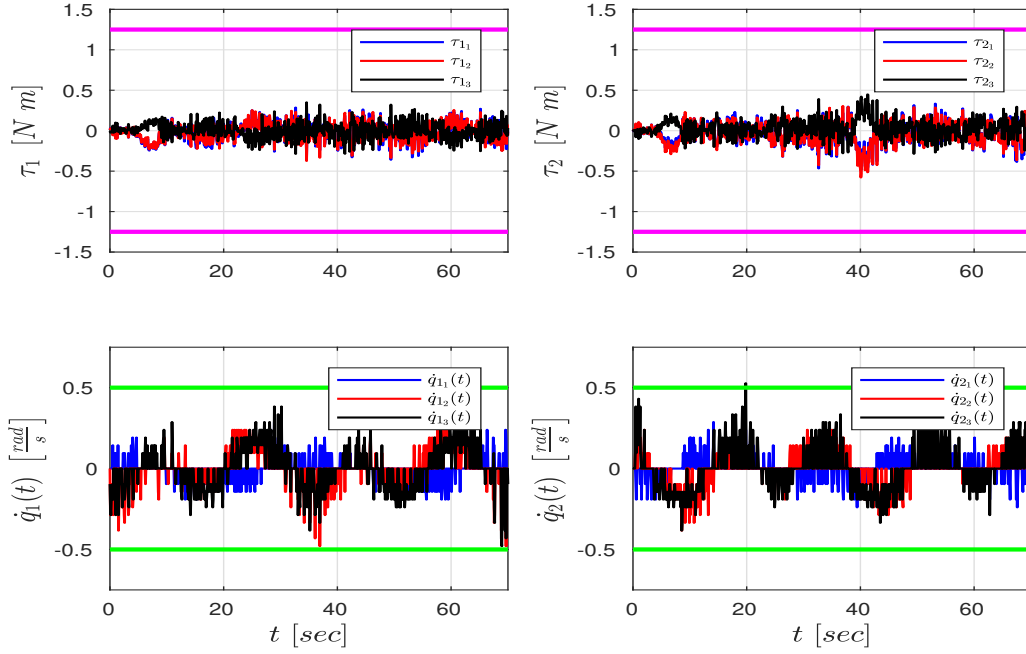 1.5
1
0.5
0
-0.5
-1
-1.5
0 20 40 60
τ₁ [N m]
τ₁₁
τ₁₂
τ₁₃
1.5
1
0.5
0
-0.5
-1
-1.5
0 20 40 60
τ₂ [N m]
τ₂₁
τ₂₂
τ₂₃
0.5
0
-0.5
0 20 40 60
q̇₁(t) [rad/s]
t [sec]
q̇₁₁(t)
q̇₁₂(t)
q̇₁₃(t)
0.5
0
-0.5
0 20 40 60
q̇₂(t) [rad/s]
t [sec]
q̇₂₁(t)
q̇₂₂(t)
q̇₂₃(t)